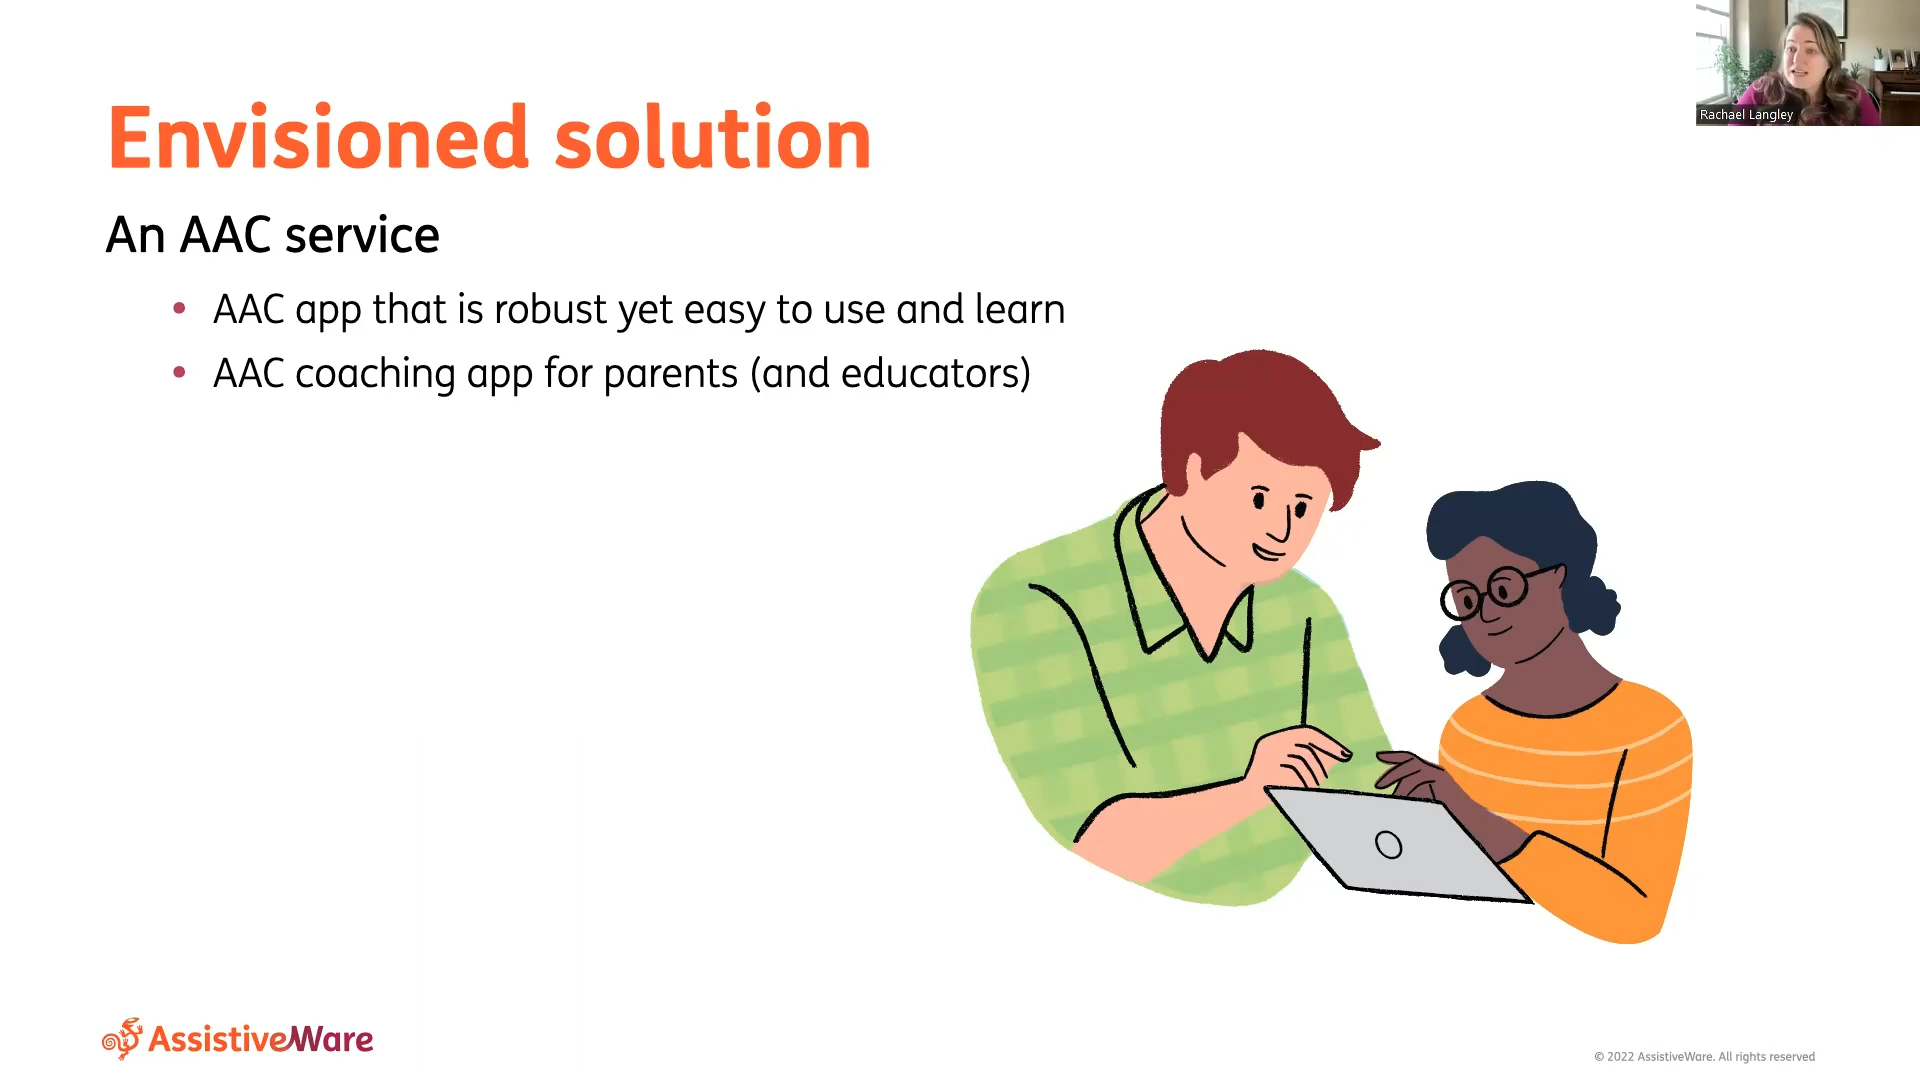 Envisioned solution
An AAC service
• AAC app that is robust yet easy to use and learn
• AAC coaching app for parents (and educators)
Rachael Langley
AssistiveWare
© 2022 AssistiveWare. All rights reserved